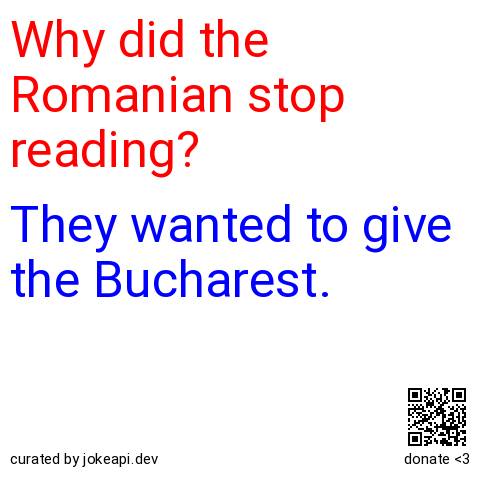 Why did the
Romanian stop
reading?
They wanted to give
the Bucharest.
curated by jokeapi.dev
donate <3